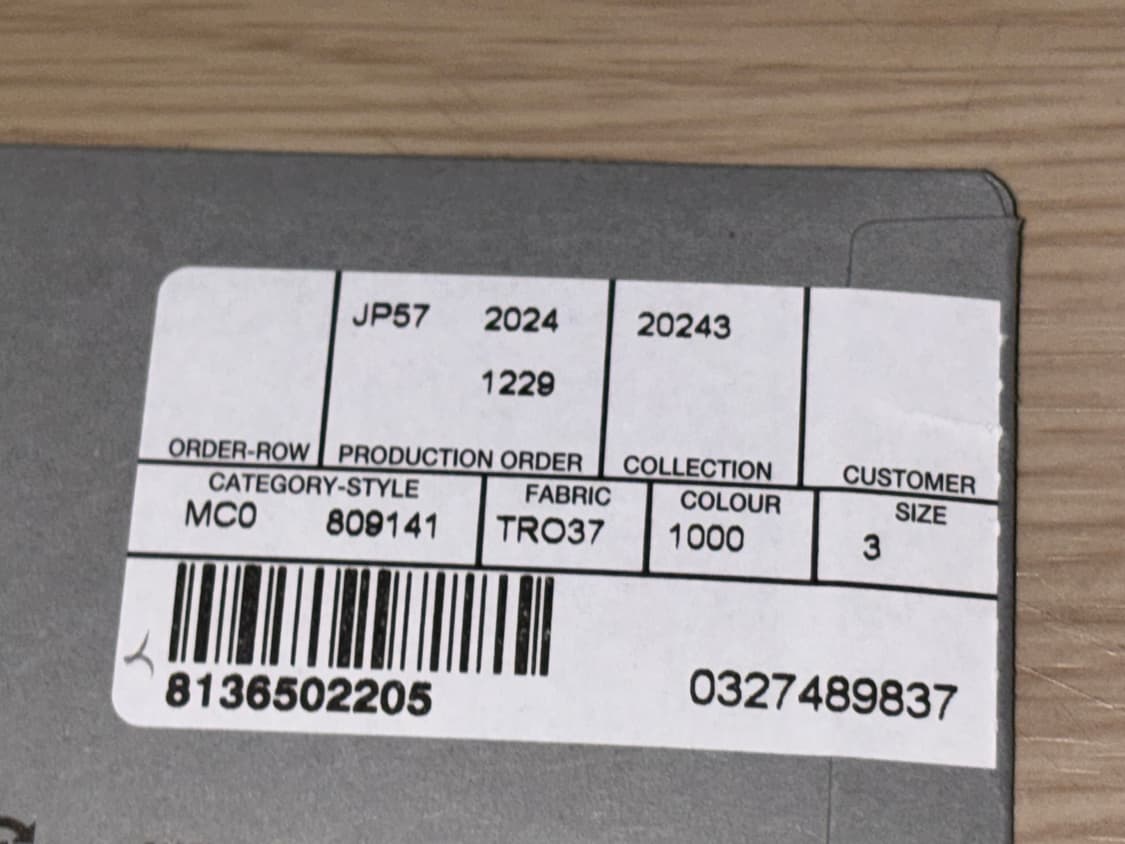 JP57 2024 20243
1229
ORDER-ROW PRODUCTION ORDER COLLECTION CUSTOMER
CATEGORY-STYLE FABRIC COLOUR SIZE
MC0 809141 TRO37 1000 3
8136502205 0327489837